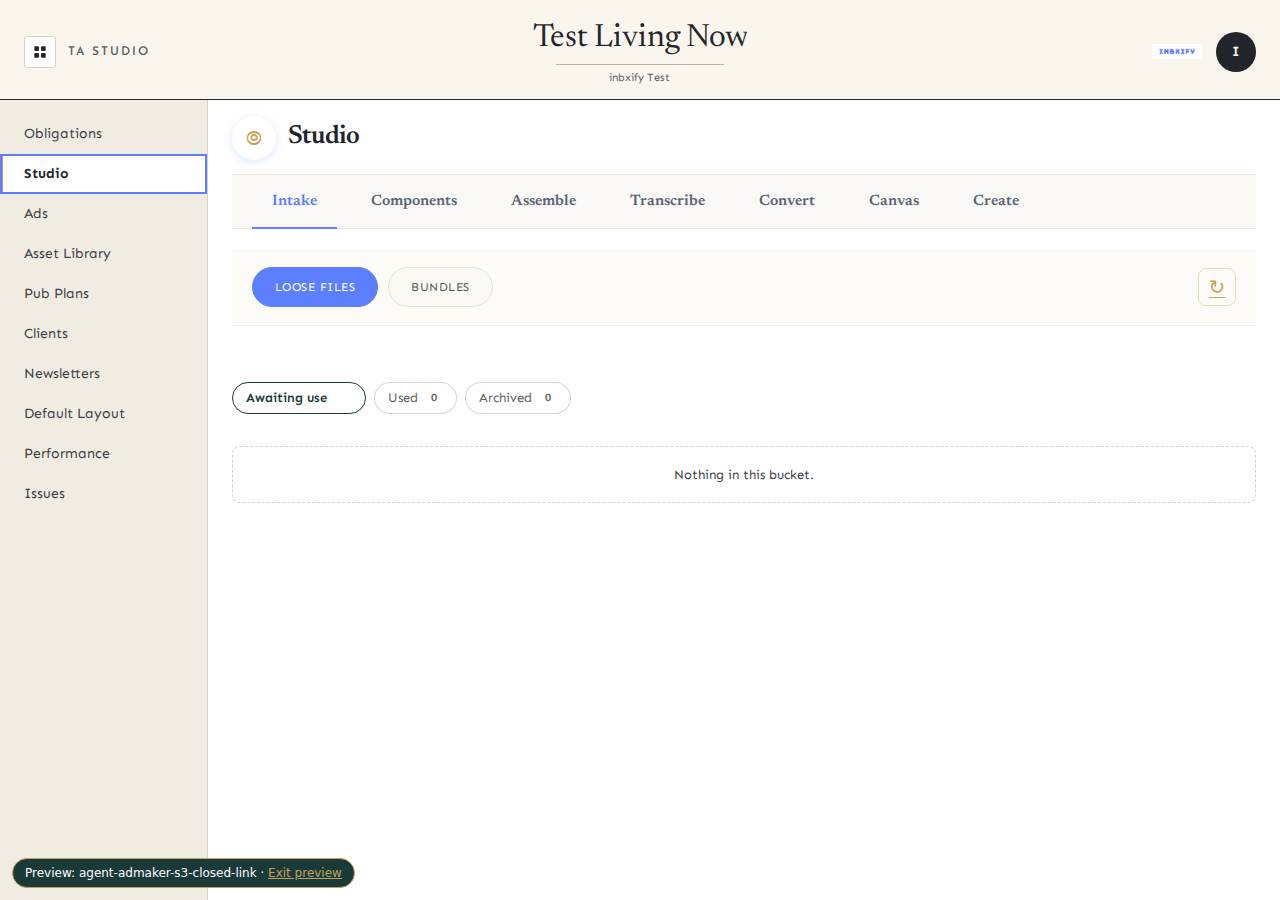 TA STUDIO
Test Living Now
inbxify Test
INBXIFY
I
Obligations
Studio
Ads
Asset Library
Pub Plans
Clients
Newsletters
Default Layout
Performance
Issues
Studio
Intake Components Assemble Transcribe Convert Canvas Create
LOOSE FILES BUNDLES
Awaiting use Used 0 Archived 0
Nothing in this bucket.
Preview: agent-admaker-s3-closed-link · Exit preview